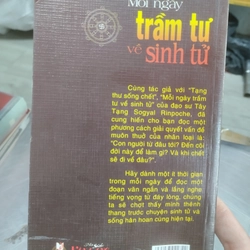 Mỗi ngày
trầm tư
về sinh tử
Cùng tác giả với "Tạng
thư sống chết", "Mỗi ngày trầm
tư về sinh tử" của đạo sư Tây
Tạng Sogyal Rinpoche, đã
cung hiến cho bạn đọc một
phương cách giải quyết vấn đề
muôn thuở của nhân loại là:
"Con người từ đâu tới? Đến cõi
đời này để làm gì? Và khi chết
sẽ đi về đâu?".
Hãy dành một ít thời gian
trong mỗi ngày để đọc một
đoạn văn ngắn và lắng nghe
tiếng vọng từ đáy lòng, chúng
ta sẽ chợt thấy mình thênh
thang trước chuyện sinh tử và
sống hân hoan cùng hiện tại.